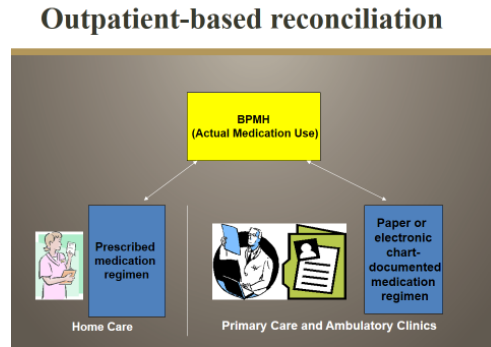 Outpatient-based reconciliation
BPMH
(Actual Medication Use)
Prescribed
medication
regimen
Paper or
electronic
chart-
documented
medication
regimen
Home Care
Primary Care and Ambulatory Clinics